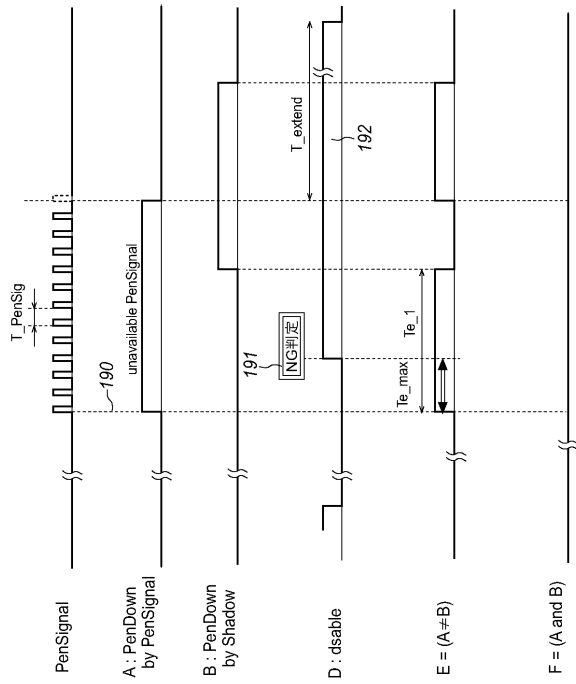 PenSignal
T_PenSig
190
A : PenDown
by PenSignal
unavailable PenSignal
B : PenDown
by Shadow
D : dsable
191
NG判定
T_extend
192
E = (A≠B)
Te_max
Te_1
F = (A and B)